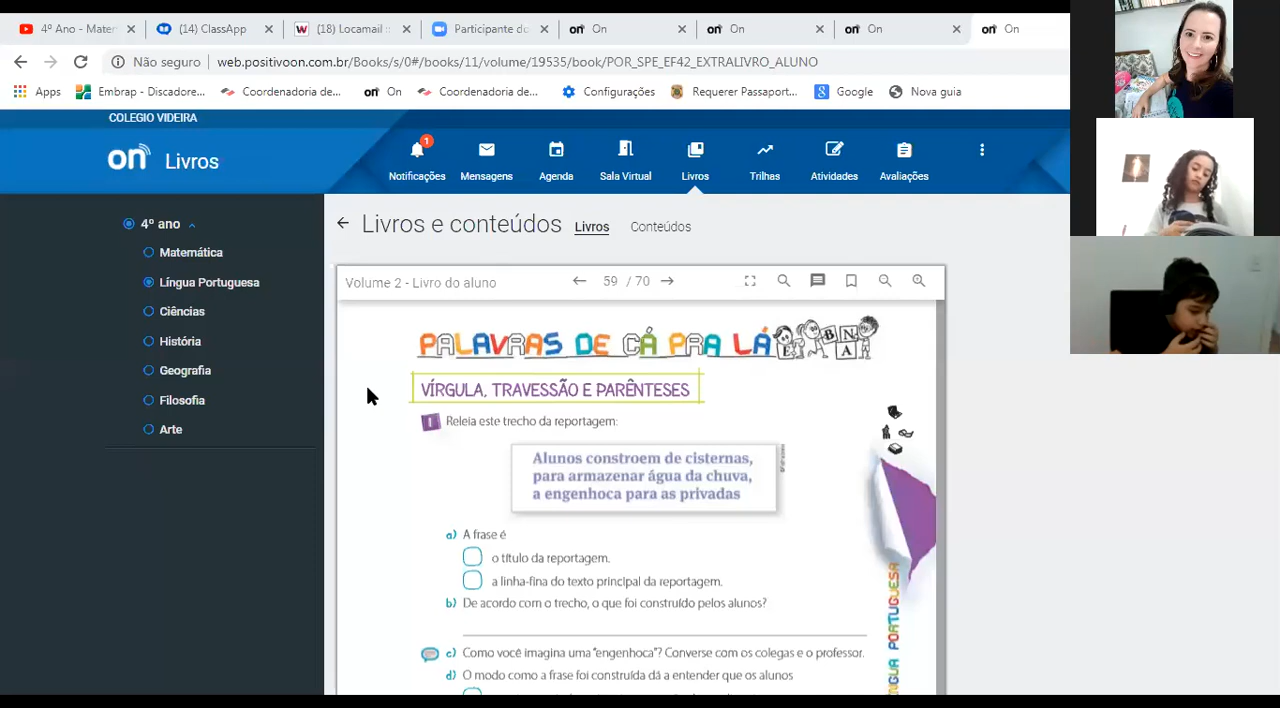 4º Ano - Mater
(14) ClassApp
(18) Locamail ::
Participante do
On
On
On
On
Não seguro
web.positivoon.com.br/Books/s/0#/books/11/volume/19535/book/POR_SPE_EF42_EXTRALIVRO_ALUNO
Apps
Embrap - Discadore...
Coordenadoria de...
On
Coordenadoria de...
Configurações
Requerer Passaport...
Google
Nova guia
COLEGIO VIDEIRA
on Livros
1
Notificações
Mensagens
Agenda
Sala Virtual
Livros
Trilhas
Atividades
Avaliações
4º ano
Matemática
Língua Portuguesa
Ciências
História
Geografia
Filosofia
Arte
Livros e conteúdos
Livros
Conteúdos
Volume 2 - Livro do aluno
59 / 70
PALAVRAS DE CÁ PRA LÁ
E B N A
VÍRGULA, TRAVESSÃO E PARÊNTESES
1 Releia este trecho da reportagem:
Alunos constroem de cisternas,
para armazenar água da chuva,
a engenhoca para as privadas
a) A frase é
o título da reportagem.
a linha-fina do texto principal da reportagem.
b) De acordo com o trecho, o que foi construído pelos alunos?
c) Como você imagina uma "engenhoca"? Converse com os colegas e o professor.
d) O modo como a frase foi construída dá a entender que os alunos
PORTUGUESA